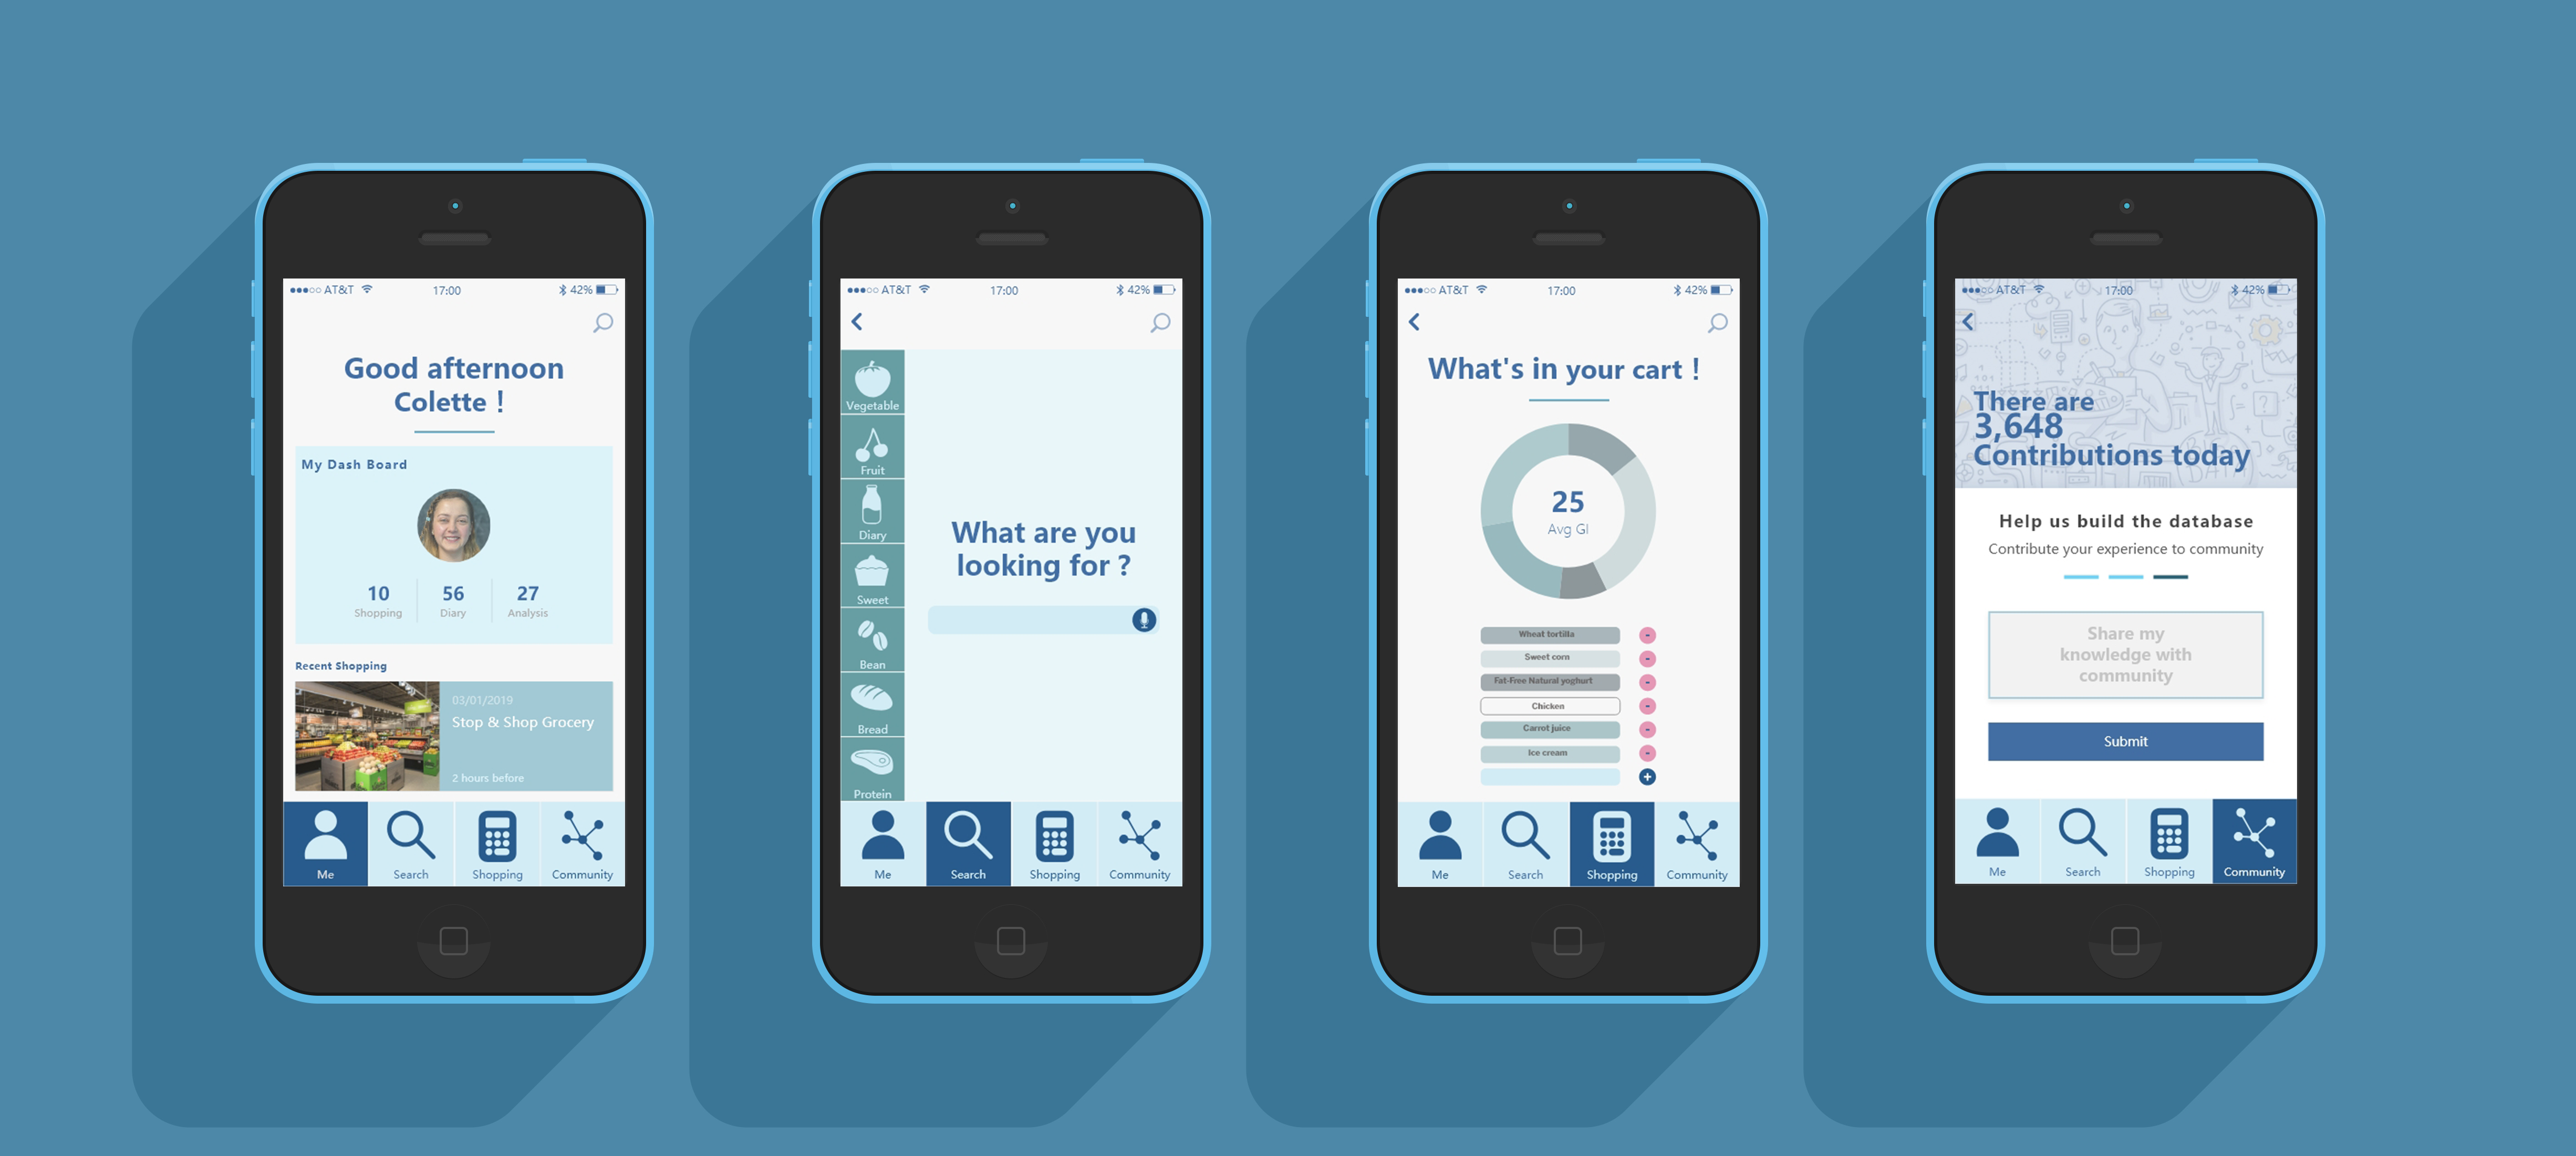 AT&T 17:00 42%
Good afternoon
Colette !
My Dash Board
10 56 27
Shopping Diary Analysis
Recent Shopping
03/01/2019
Stop & Shop Grocery
2 hours before
Me Search Shopping Community
AT&T 17:00 42%
Vegetable
Fruit
Diary
Sweet
Bean
Bread
Protein
What are you
looking for ?
Me Search Shopping Community
AT&T 17:00 42%
What's in your cart !
25
Avg GI
Wheat tortilla -
Sweet corn -
Fat-Free Natural yoghurt -
Chicken -
Carrot juice -
Ice cream -
+
Me Search Shopping Community
AT&T 17:00 42%
There are
3,648
Contributions today
Help us build the database
Contribute your experience to community
Share my
knowledge with
community
Submit
Me Search Shopping Community